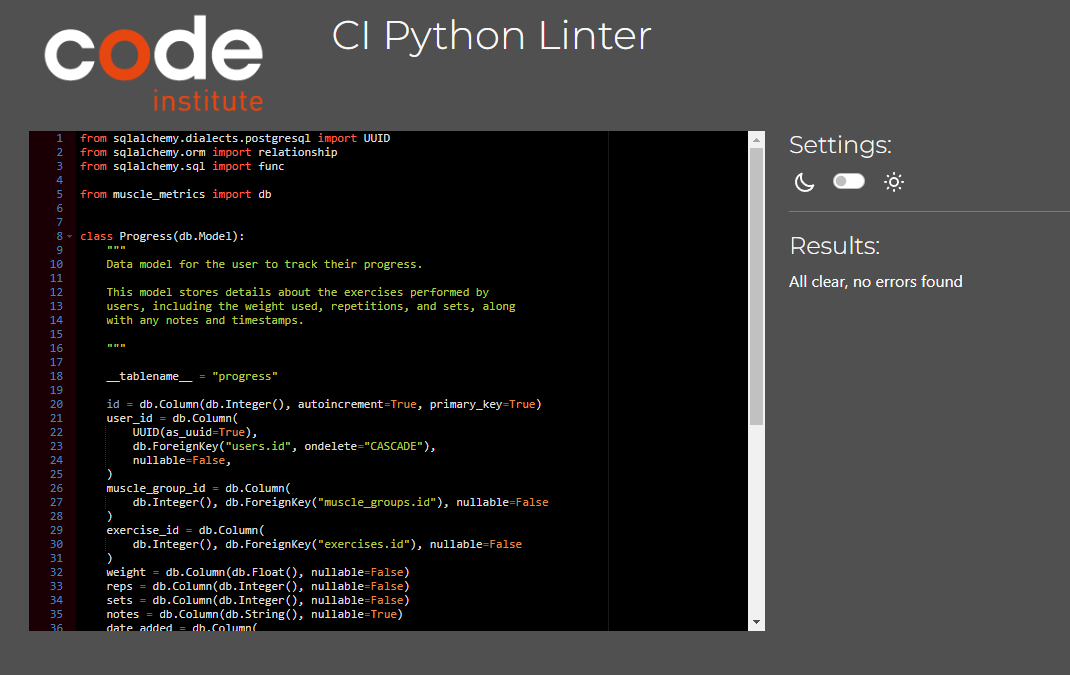 code
institute
CI Python Linter
1 from sqlalchemy.dialects.postgresql import UUID
2 from sqlalchemy.orm import relationship
3 from sqlalchemy.sql import func
4
5 from muscle_metrics import db
6
7
8 class Progress(db.Model):
9 """
10 Data model for the user to track their progress.
11
12 This model stores details about the exercises performed by
13 users, including the weight used, repetitions, and sets, along
14 with any notes and timestamps.
15
16 """
17
18 __tablename__ = "progress"
19
20 id = db.Column(db.Integer(), autoincrement=True, primary_key=True)
21 user_id = db.Column(
22 UUID(as_uuid=True),
23 db.ForeignKey("users.id", ondelete="CASCADE"),
24 nullable=False,
25 )
26 muscle_group_id = db.Column(
27 db.Integer(), db.ForeignKey("muscle_groups.id"), nullable=False
28 )
29 exercise_id = db.Column(
30 db.Integer(), db.ForeignKey("exercises.id"), nullable=False
31 )
32 weight = db.Column(db.Float(), nullable=False)
33 reps = db.Column(db.Integer(), nullable=False)
34 sets = db.Column(db.Integer(), nullable=False)
35 notes = db.Column(db.String(), nullable=True)
36 date_added = db.Column(
Settings:
Results:
All clear, no errors found